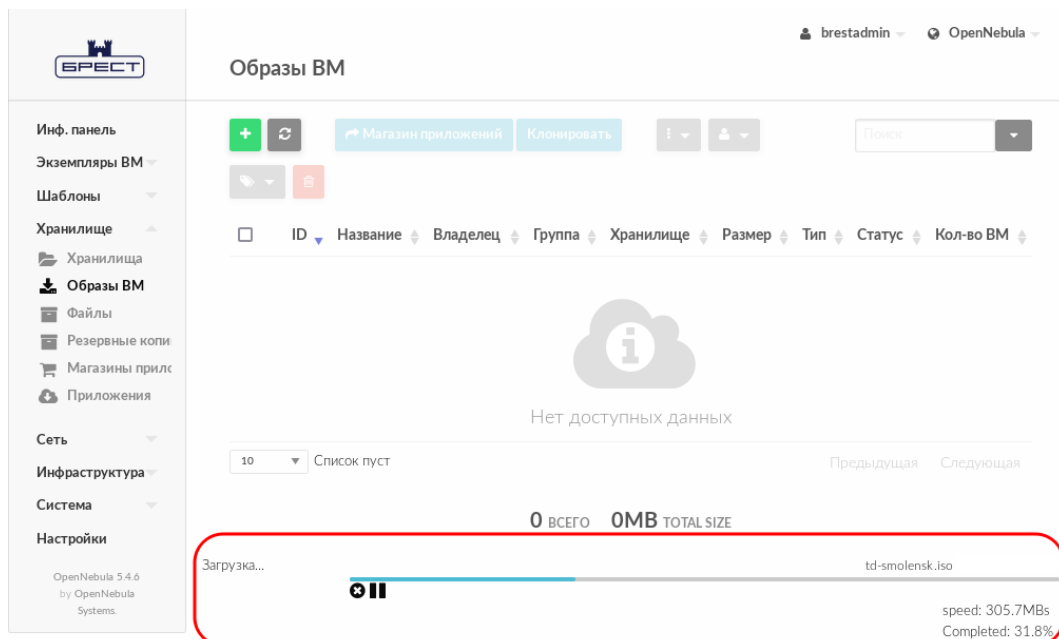 brestadmin OpenNebula
БРЕСТ
Образы ВМ
Инф. панель
Экземпляры ВМ
Шаблоны
Хранилище
Хранилища
Образы ВМ
Файлы
Резервные копи
Магазины прило
Приложения
Сеть
Инфраструктура
Система
Настройки
OpenNebula 5.4.6
by OpenNebula
Systems.
Магазин приложений Клонировать Поиск
ID Название Владелец Группа Хранилище Размер Тип Статус Кол-во ВМ
Нет доступных данных
10 Список пуст Предыдущая Следующая
0 ВСЕГО 0MB TOTAL SIZE
Загрузка... td-smolensk.iso
speed: 305.7MBs
Completed: 31.8%